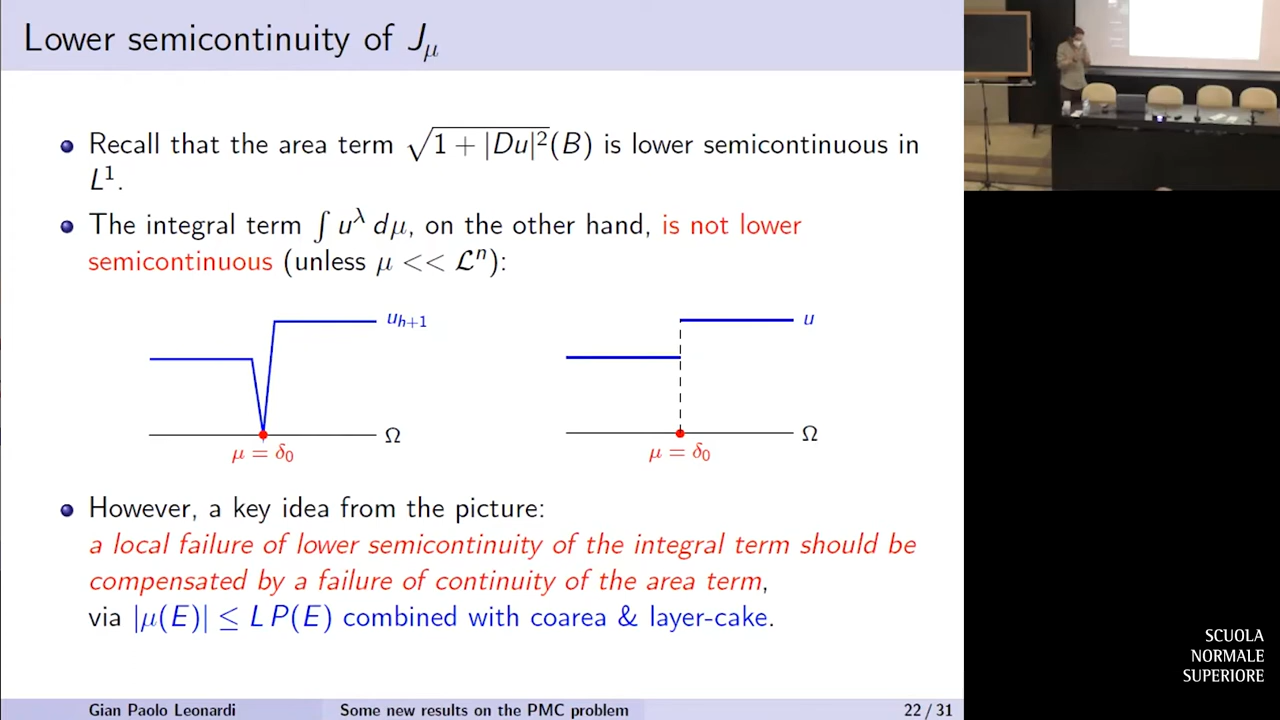 Lower semicontinuity of J_μ
Recall that the area term √(1 + |Du|²)(B) is lower semicontinuous in
L¹.
The integral term ∫ u^λ dμ, on the other hand, is not lower
semicontinuous (unless μ << ℒⁿ):
u_{h+1}
Ω
μ = δ₀
u
Ω
μ = δ₀
However, a key idea from the picture:
a local failure of lower semicontinuity of the integral term should be
compensated by a failure of continuity of the area term,
via |μ(E)| ≤ L P(E) combined with coarea & layer-cake.
Gian Paolo Leonardi
Some new results on the PMC problem
22 / 31
SCUOLA
NORMALE
SUPERIORE